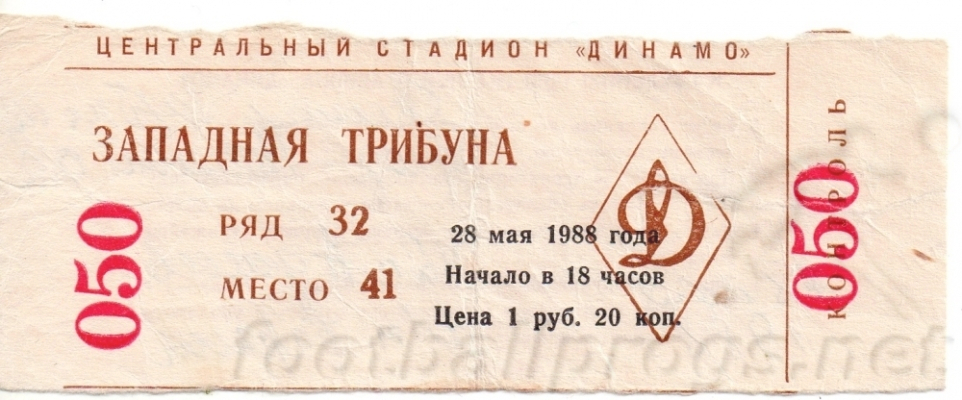 ЦЕНТРАЛЬНЫЙ СТАДИОН «ДИНАМО»
ЗАПАДНАЯ ТРИБУНА
050
РЯД 32
МЕСТО 41
Д
28 мая 1988 года
Начало в 18 часов
Цена 1 руб. 20 коп.
КОНТРОЛЬ
050
footballprogs.net